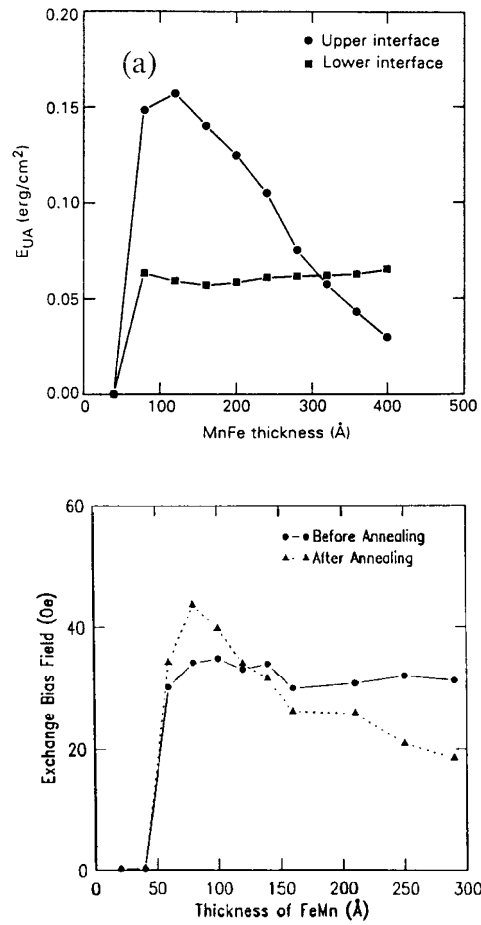 0.20
● Upper interface
■ Lower interface
(a)
0.15
0.10
0.05
0.00
E_UA (erg/cm²)
0 100 200 300 400 500
MnFe thickness (Å)
60
●—● Before Annealing
▲··▲ After Annealing
40
20
0
Exchange Bias Field (Oe)
0 50 100 150 200 250 300
Thickness of FeMn (Å)